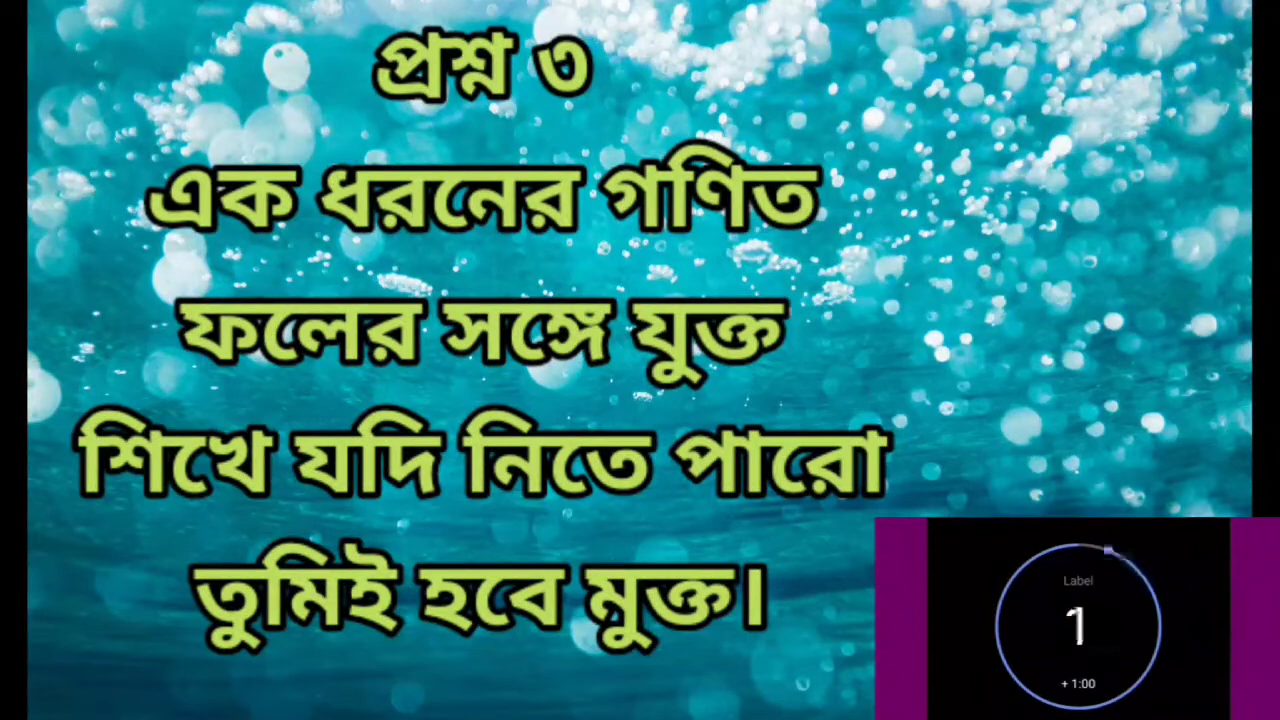 প্রশ্ন ৩
এক ধরনের গণিত
ফলের সঙ্গে যুক্ত
শিখে যদি নিতে পারো
তুমিই হবে মুক্ত।
Label
1
+ 1:00